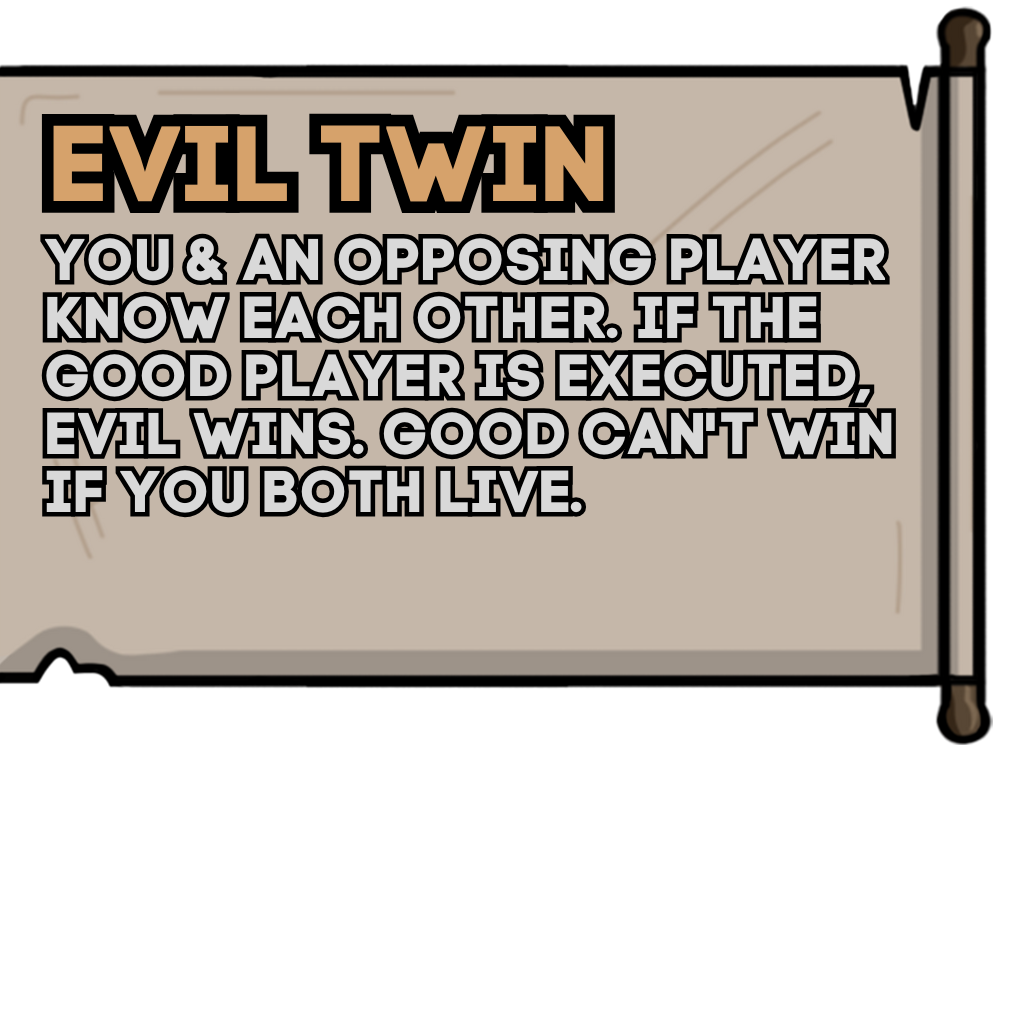 EVIL TWIN
YOU & AN OPPOSING PLAYER
KNOW EACH OTHER. IF THE
GOOD PLAYER IS EXECUTED,
EVIL WINS. GOOD CAN'T WIN
IF YOU BOTH LIVE.